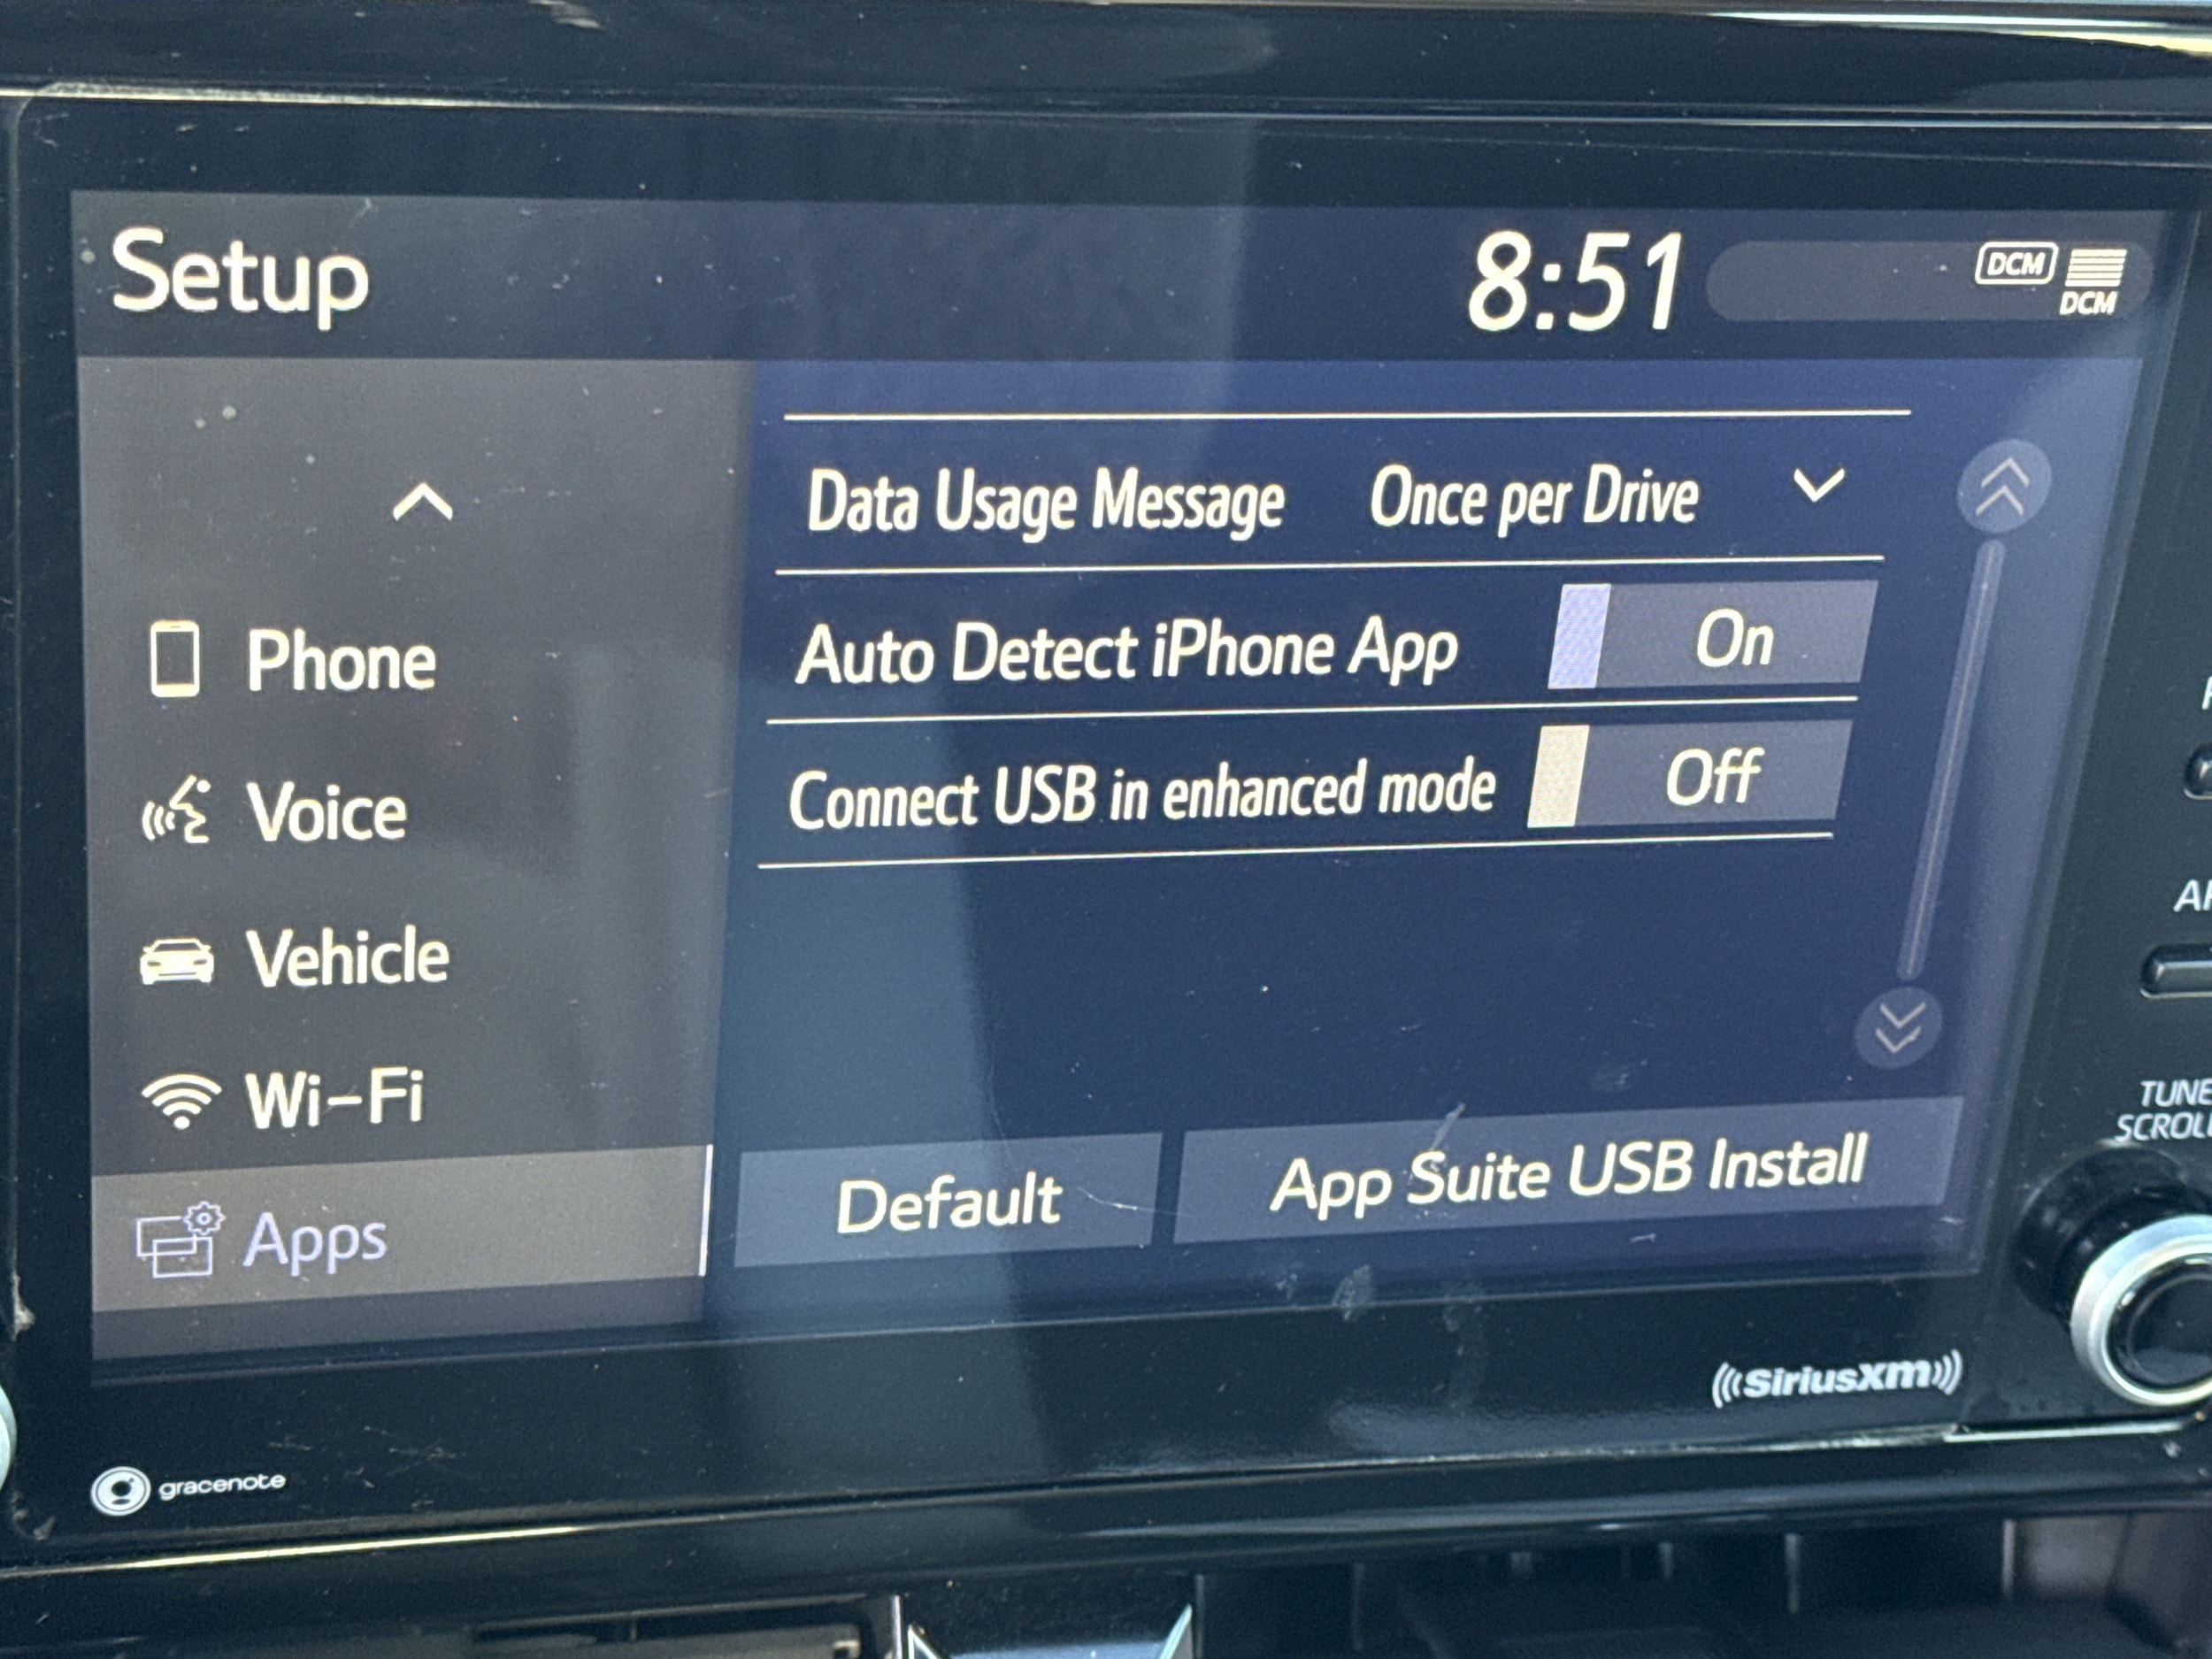 Setup
8:51
DCM
DCM
Data Usage Message Once per Drive
Phone
Auto Detect iPhone App On
Voice
Connect USB in enhanced mode Off
Vehicle
Wi-Fi
TUNE
SCROLL
Apps
Default
App Suite USB Install
((SiriusXM))
gracenote